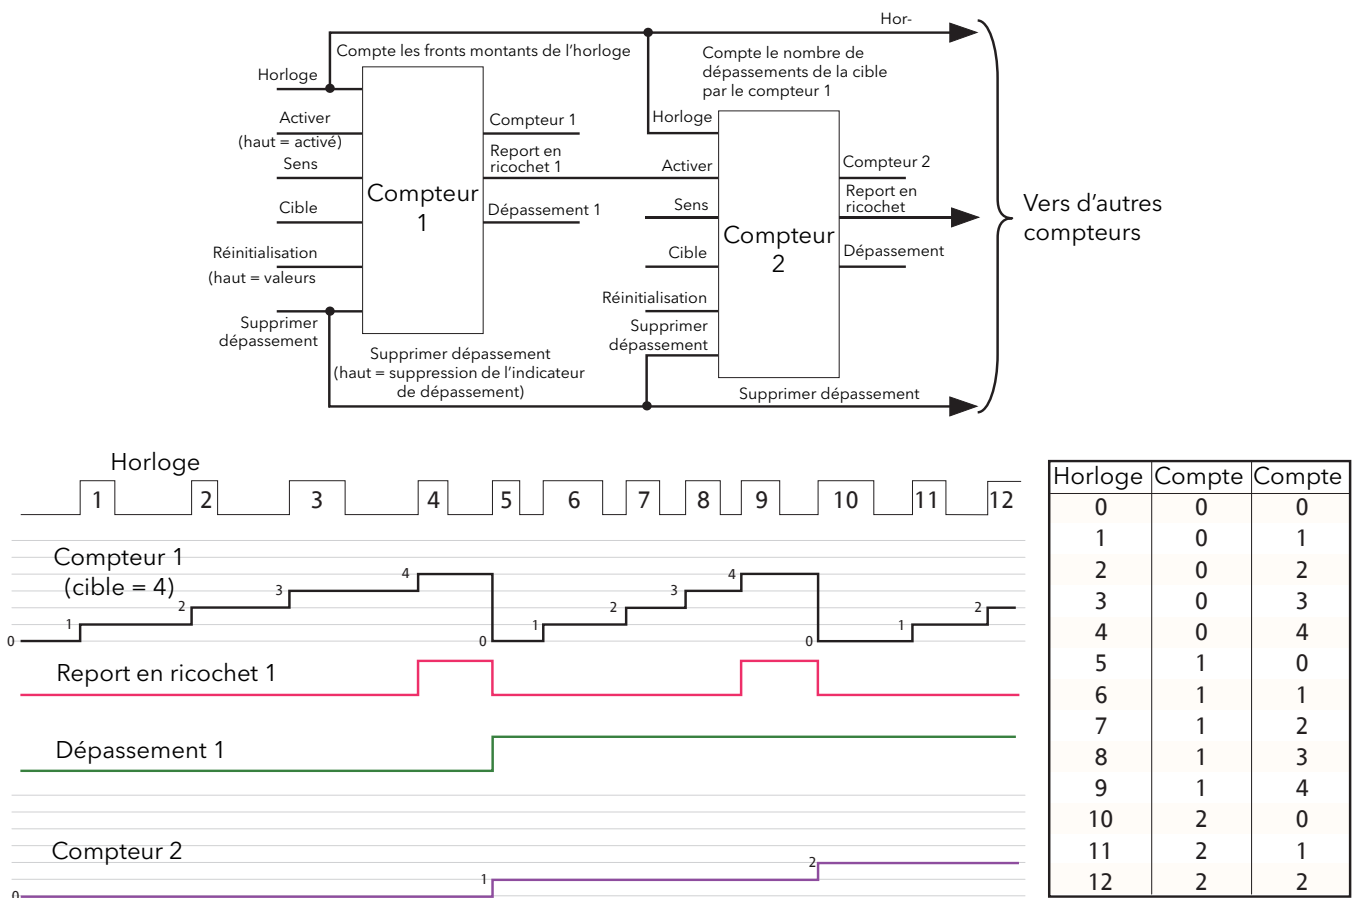 Hor-
Compte les fronts montants de l'horloge
Compte le nombre de
dépassements de la cible
par le compteur 1
Horloge
Activer
(haut = activé)
Sens
Cible
Réinitialisation
(haut = valeurs
Supprimer
dépassement
Compteur
1
Compteur 1
Report en
ricochet 1
Dépassement 1
Supprimer dépassement
(haut = suppression de l'indicateur
de dépassement)
Horloge
Activer
Sens
Cible
Réinitialisation
Supprimer
dépassement
Compteur
2
Compteur 2
Report en
ricochet
Dépassement
Supprimer dépassement
Vers d'autres
compteurs
Horloge
1 2 3 4 5 6 7 8 9 10 11 12
Compteur 1
(cible = 4)
0 1 2 3 4 0 1 2 3 4 0 1 2
Report en ricochet 1
Dépassement 1
Compteur 2
0 1 2
Horloge Compte Compte
0 0 0
1 0 1
2 0 2
3 0 3
4 0 4
5 1 0
6 1 1
7 1 2
8 1 3
9 1 4
10 2 0
11 2 1
12 2 2